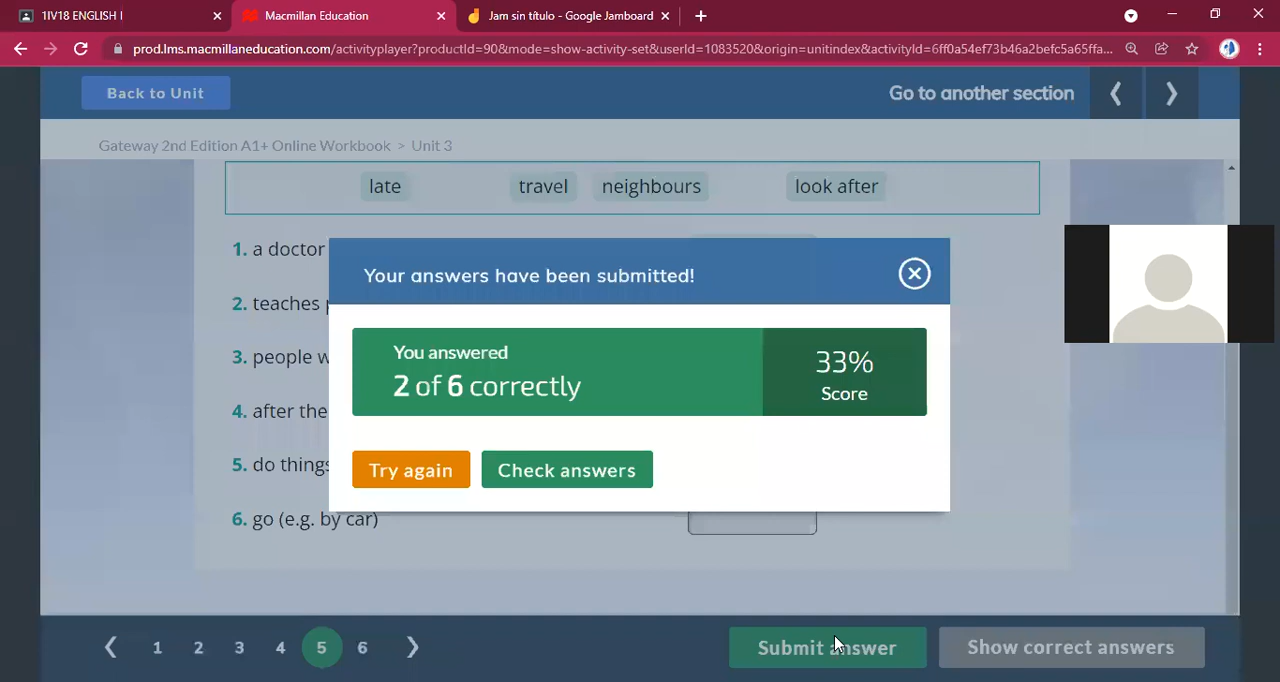 1IV18 ENGLISH I
Macmillan Education
Jam sin título - Google Jamboard
prod.lms.macmillaneducation.com/activityplayer?productId=90&mode=show-activity-set&userId=1083520&origin=unitindex&activityId=6ff0a54ef73b46a2befc5a65ffa...
Back to Unit
Go to another section
Gateway 2nd Edition A1+ Online Workbook > Unit 3
late travel neighbours look after
1. a doctor
2. teaches
3. people
4. after the
5. do things
6. go (e.g. by car)
Your answers have been submitted!
You answered
2 of 6 correctly
33%
Score
Try again
Check answers
1 2 3 4 5 6
Submit answer
Show correct answers